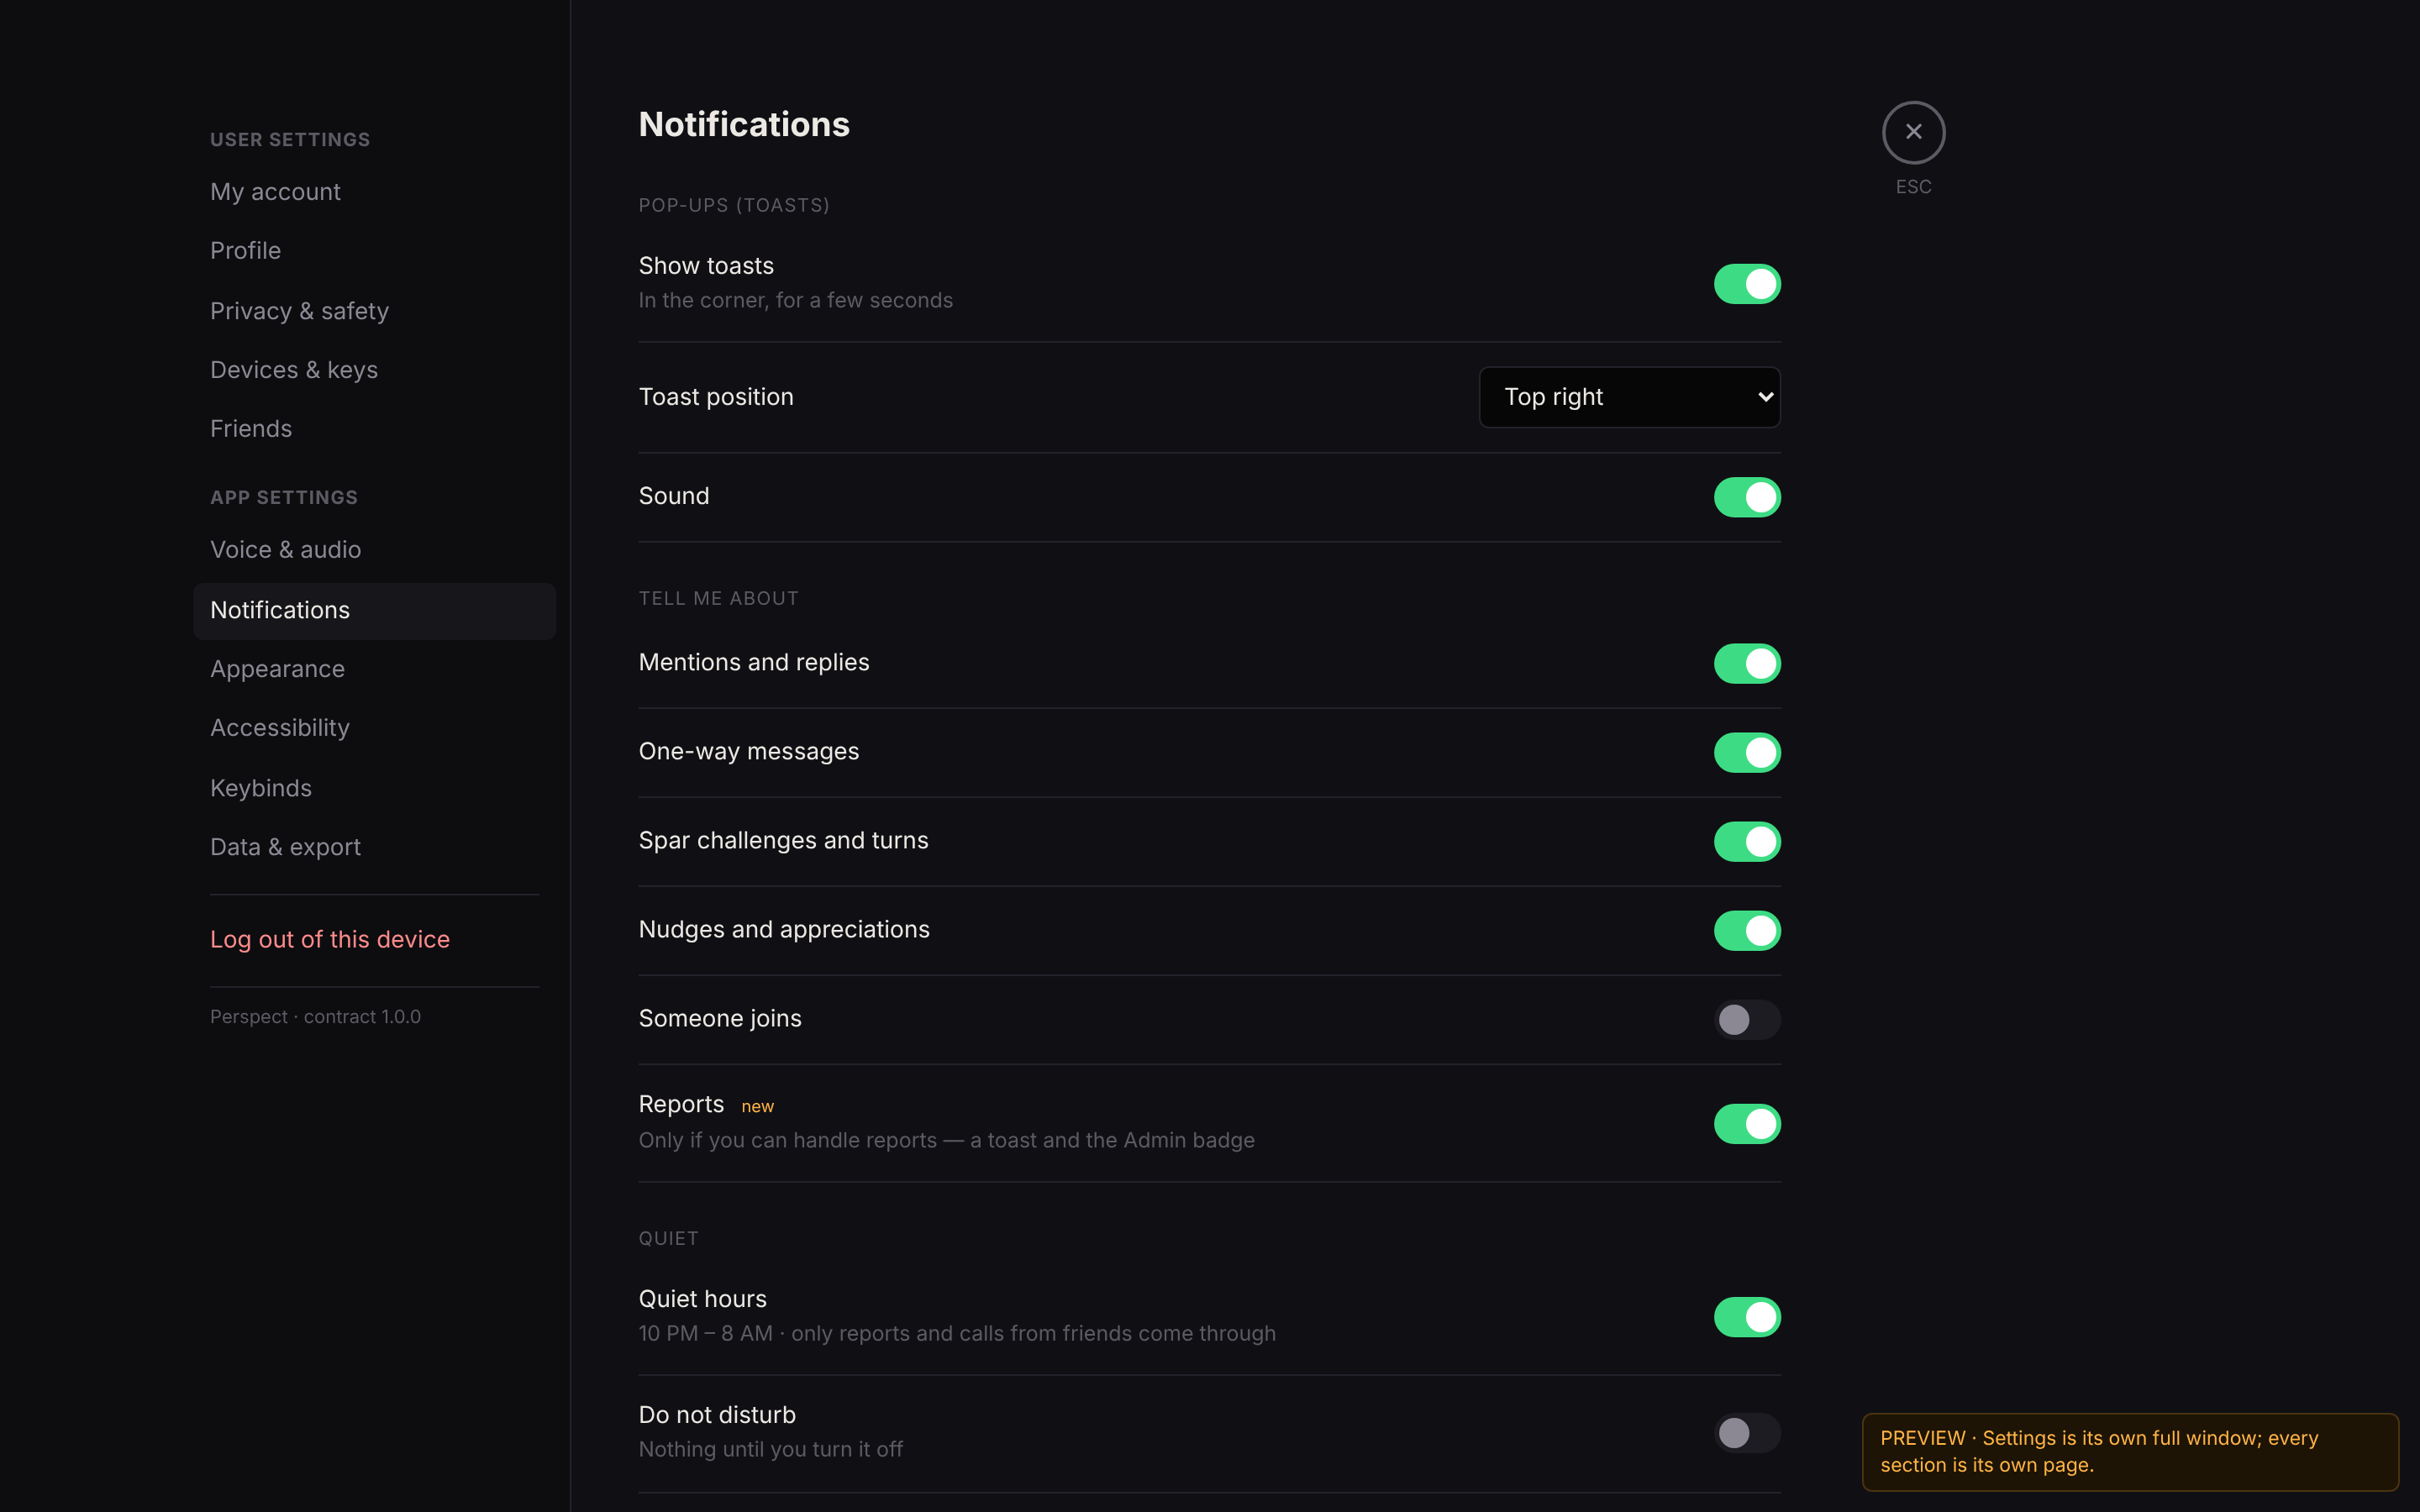 USER SETTINGS
My account
Profile
Privacy & safety
Devices & keys
Friends
APP SETTINGS
Voice & audio
Notifications
Appearance
Accessibility
Keybinds
Data & export
Log out of this device
Perspect · contract 1.0.0
Notifications
POP-UPS (TOASTS)
Show toasts
In the corner, for a few seconds
Toast position
Top right
Sound
TELL ME ABOUT
Mentions and replies
One-way messages
Spar challenges and turns
Nudges and appreciations
Someone joins
Reports new
Only if you can handle reports — a toast and the Admin badge
QUIET
Quiet hours
10 PM – 8 AM · only reports and calls from friends come through
Do not disturb
Nothing until you turn it off
ESC
PREVIEW · Settings is its own full window; every
section is its own page.